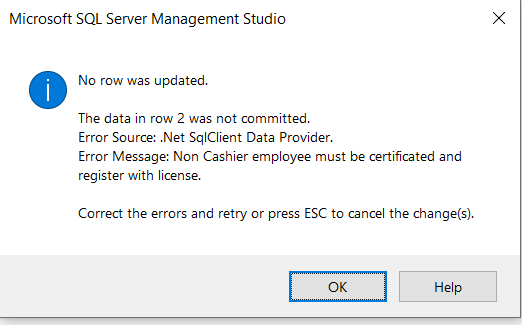 Microsoft SQL Server Management Studio
No row was updated.
The data in row 2 was not committed.
Error Source: .Net SqlClient Data Provider.
Error Message: Non Cashier employee must be certificated and
register with license.
Correct the errors and retry or press ESC to cancel the change(s).
OK
Help